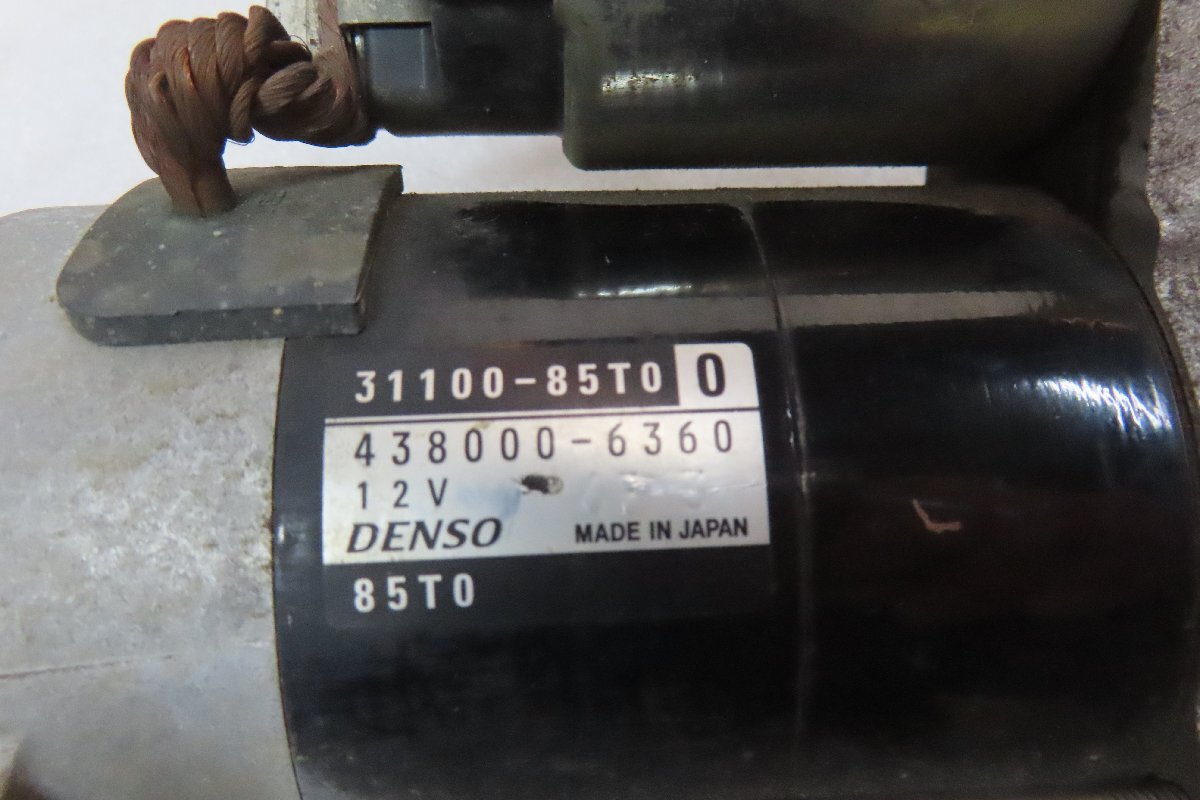 31100-85T0 0
438000-6360
12V
DENSO MADE IN JAPAN
85T0